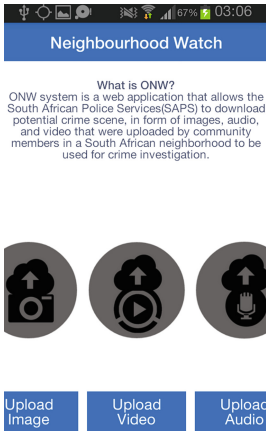 67% 03:06
Neighbourhood Watch
What is ONW?
ONW system is a web application that allows the
South African Police Services(SAPS) to download
potential crime scene, in form of images, audio,
and video that were uploaded by community
members in a South African neighborhood to be
used for crime investigation.
Upload Upload Upload
Image Video Audio